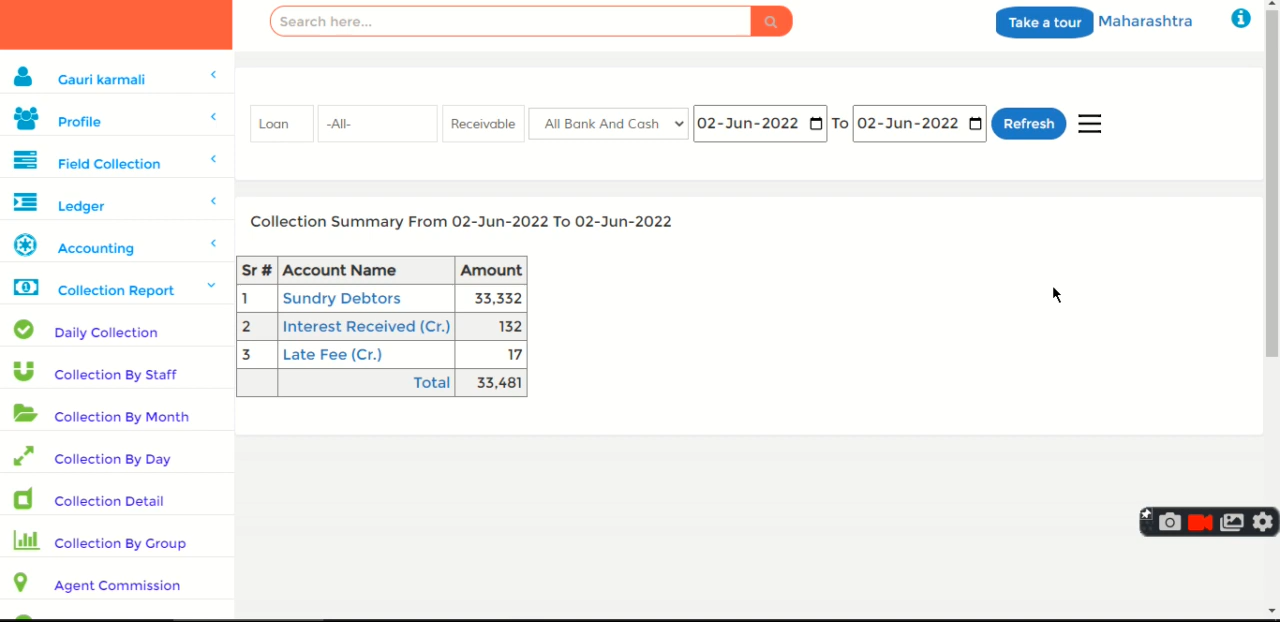 Search here...
Take a tour Maharashtra
Gauri karmali
Profile
Field Collection
Ledger
Accounting
Collection Report
Daily Collection
Collection By Staff
Collection By Month
Collection By Day
Collection Detail
Collection By Group
Agent Commission
Loan -All- Receivable All Bank And Cash 02-Jun-2022 To 02-Jun-2022 Refresh
Collection Summary From 02-Jun-2022 To 02-Jun-2022
Sr # Account Name Amount
1 Sundry Debtors 33,332
2 Interest Received (Cr.) 132
3 Late Fee (Cr.) 17
Total 33,481